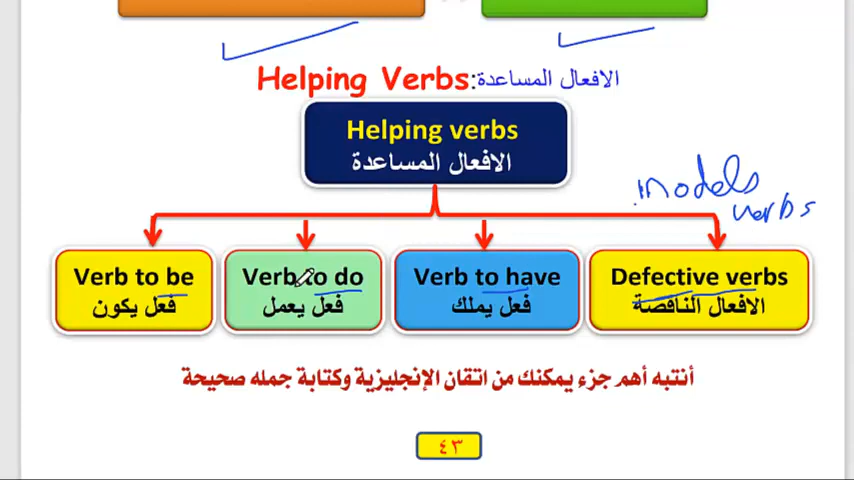 Helping Verbs:الافعال المساعدة
Helping verbs
الافعال المساعدة
models
verbs
Verb to be
فعل يكون
Verb to do
فعل يعمل
Verb to have
فعل يملك
Defective verbs
الافعال الناقصة
أنتبه أهم جزء يمكنك من اتقان الإنجليزية وكتابة جمله صحيحة
٤٣